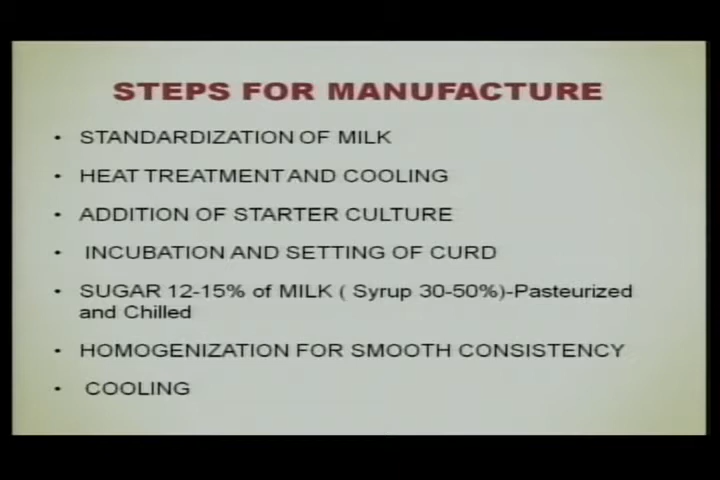 STEPS FOR MANUFACTURE
• STANDARDIZATION OF MILK
• HEAT TREATMENT AND COOLING
• ADDITION OF STARTER CULTURE
• INCUBATION AND SETTING OF CURD
• SUGAR 12-15% of MILK ( Syrup 30-50%)-Pasteurized
and Chilled
• HOMOGENIZATION FOR SMOOTH CONSISTENCY
• COOLING